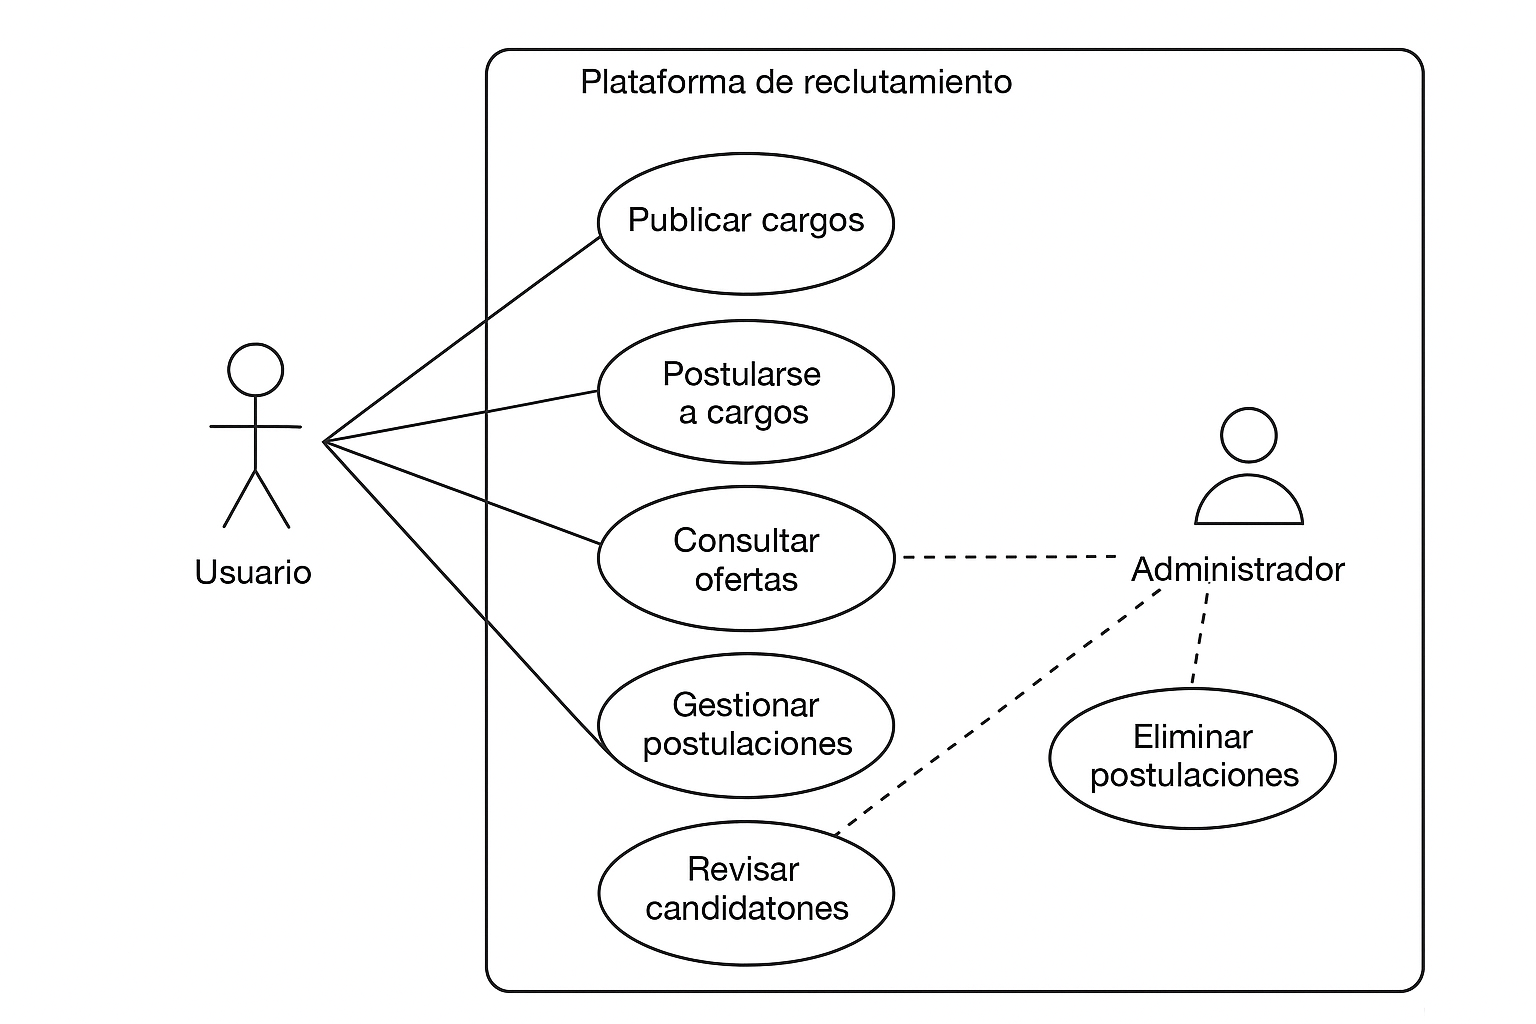 Plataforma de reclutamiento
Publicar cargos
Postularse
a cargos
Consultar
ofertas
Gestionar
postulaciones
Revisar
candidatones
Usuario
Administrador
Eliminar
postulaciones